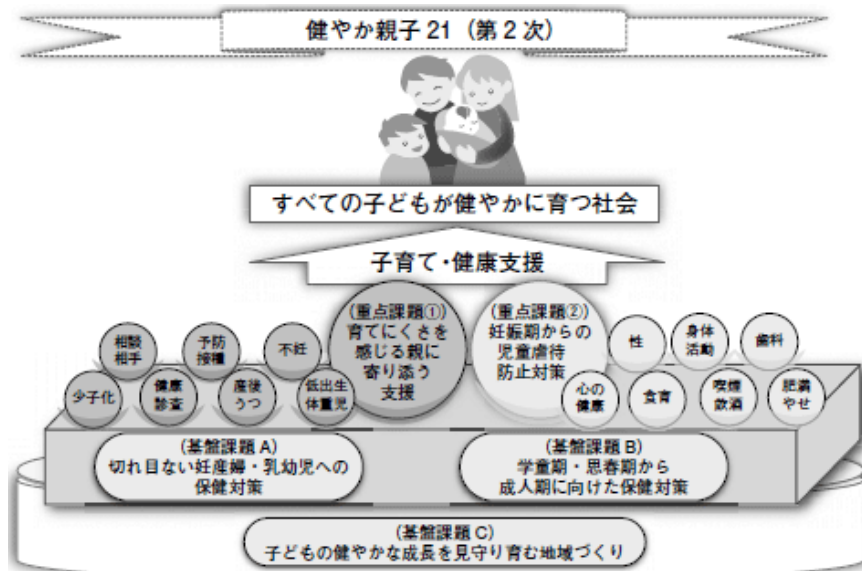 健やか親子21（第2次）
すべての子どもが健やかに育つ社会
子育て・健康支援
（重点課題①）
育てにくさを
感じる親に
寄り添う
支援
（重点課題②）
妊娠期からの
児童虐待
防止対策
相談
相手
予防
接種
不妊
少子化
健康
診査
産後
うつ
低出生
体重児
性
身体
活動
歯科
心の
健康
食育
喫煙
飲酒
肥満
やせ
（基盤課題A）
切れ目ない妊産婦・乳幼児への
保健対策
（基盤課題B）
学童期・思春期から
成人期に向けた保健対策
（基盤課題C）
子どもの健やかな成長を見守り育む地域づくり